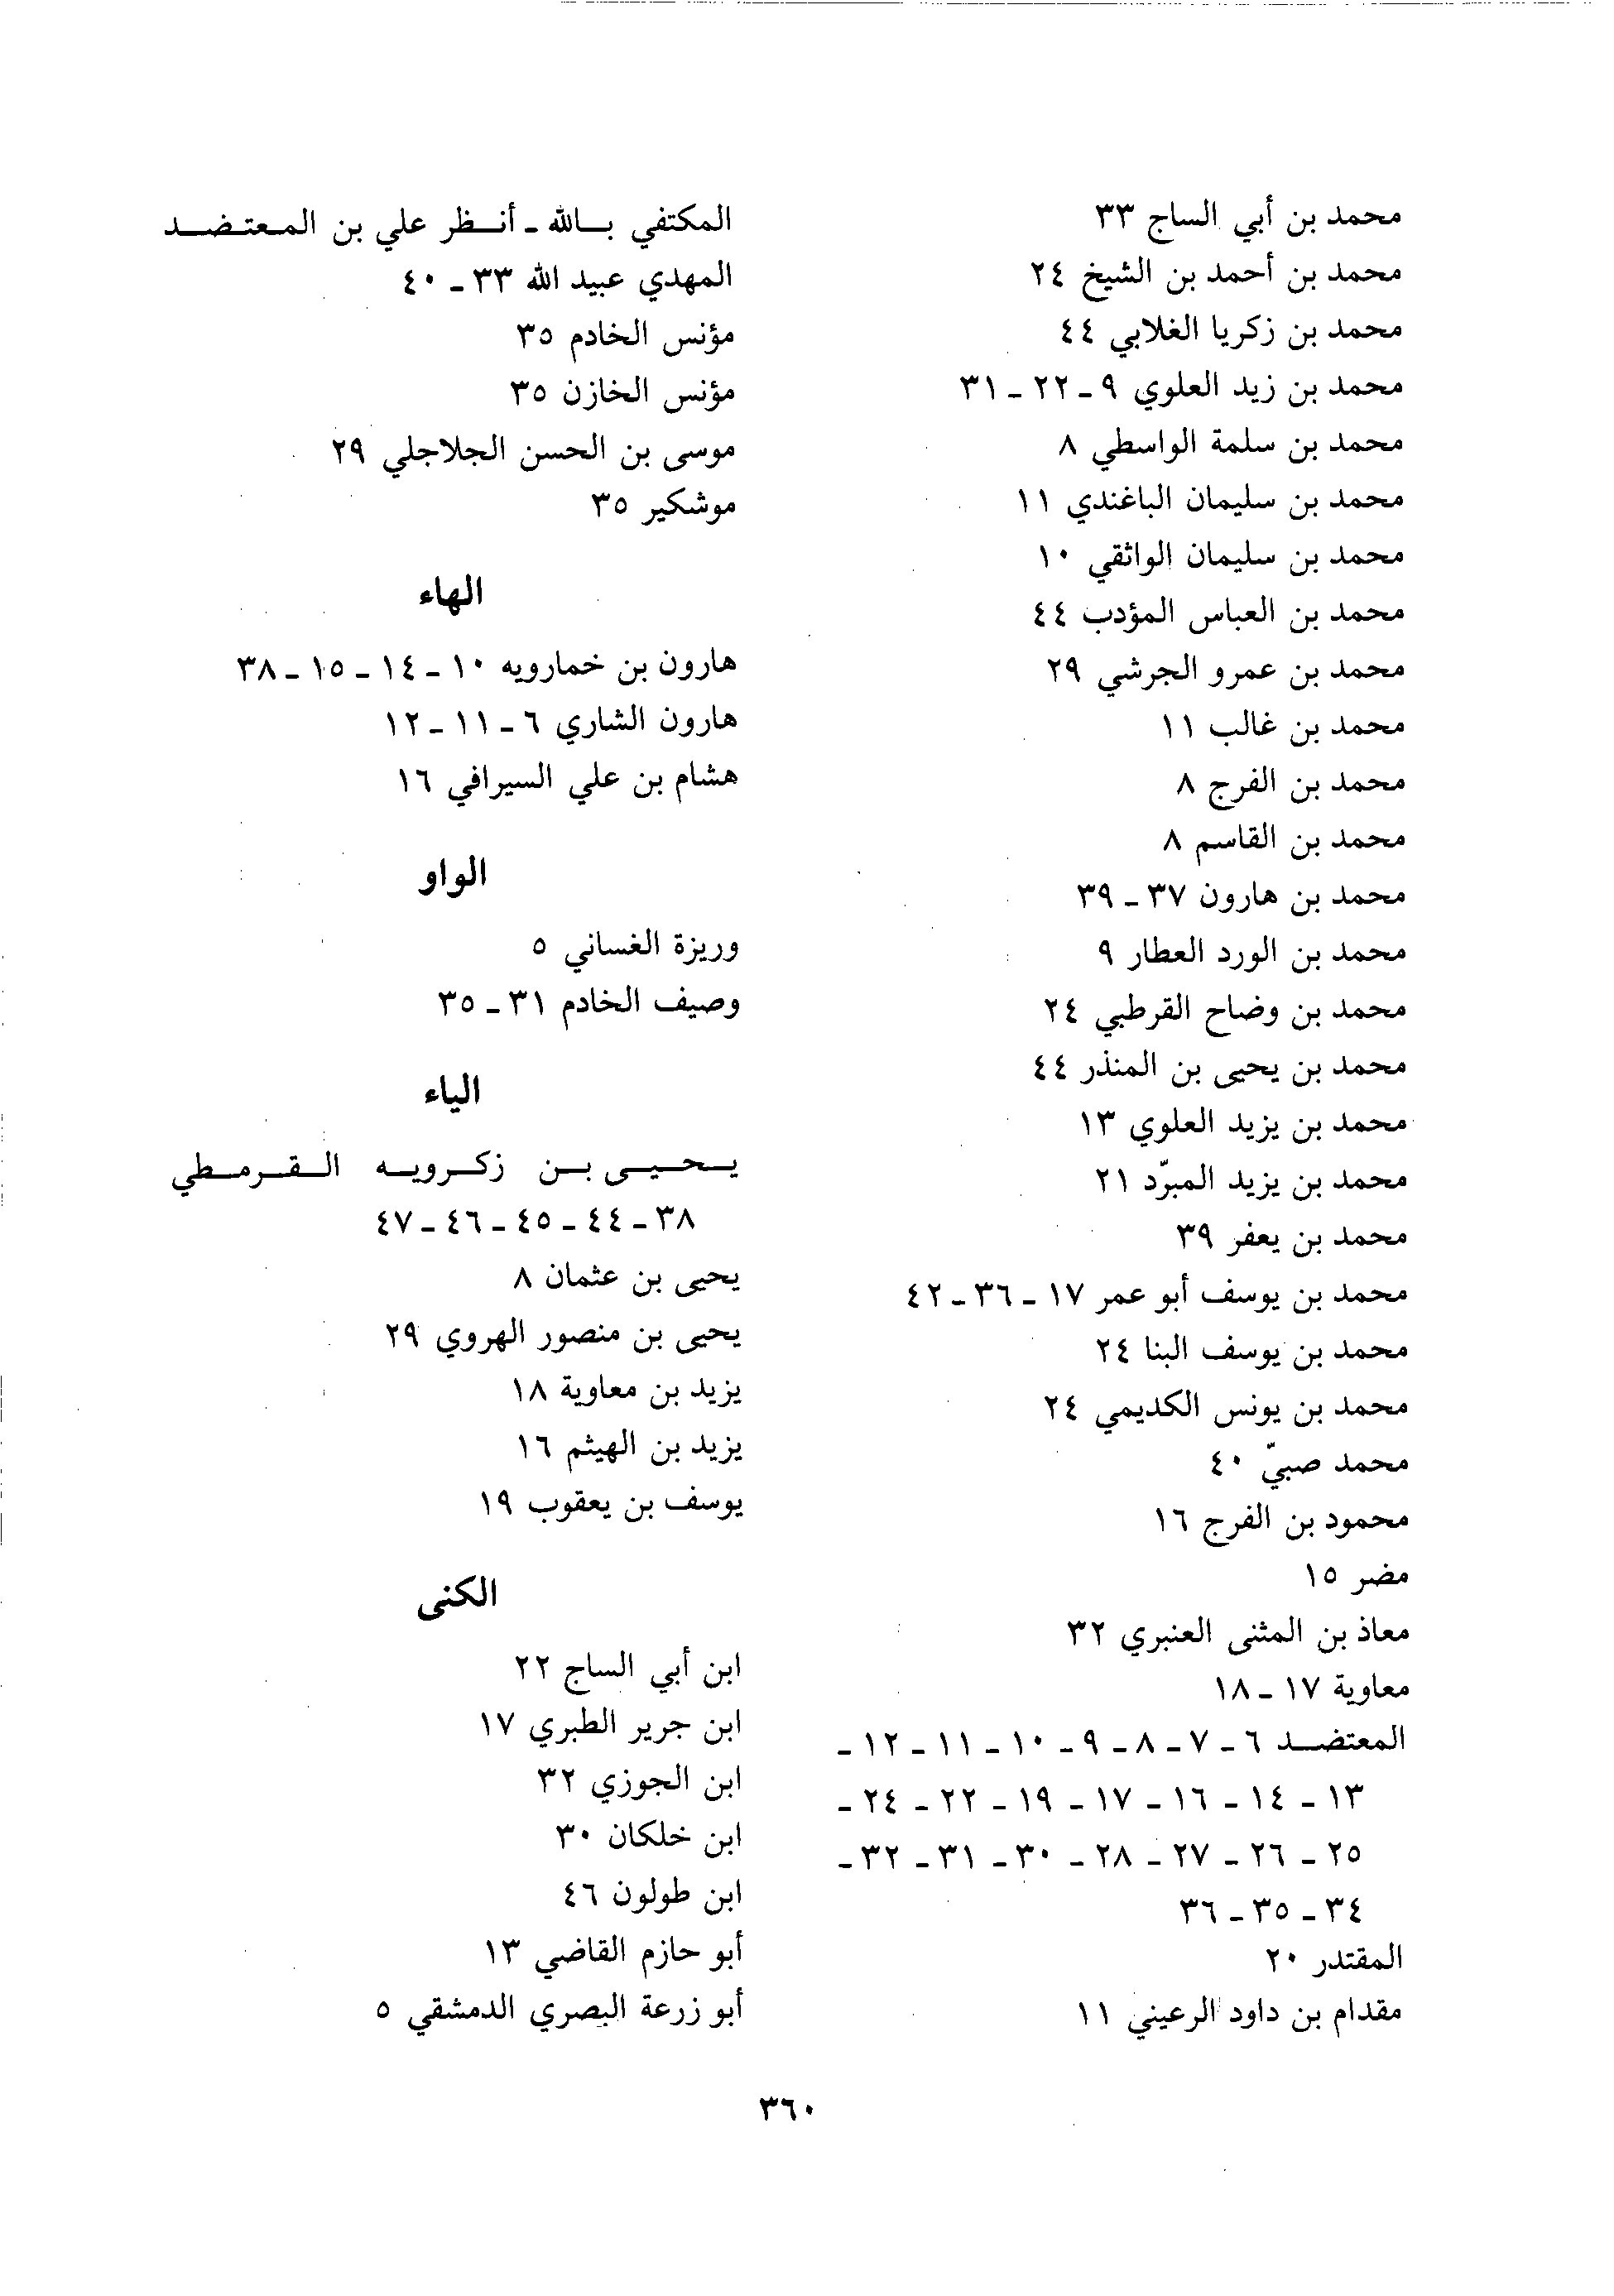 محمد بن أبي الساج ٣٣
محمد بن أحمد بن الشيخ ٢٤
محمد بن زكريا الغلابي ٤٤
محمد بن زيد العلوي ٩ ـ ٢٢ ـ ٣١
محمد بن سلمة الواسطي ٨
محمد بن سليمان الباغندي ١١
محمد بن سليمان الواثقي ١٠
محمد بن العباس المؤدب ٤٤
محمد بن عمرو الجرشي ٢٩
محمد بن غالب ١١
محمد بن الفرج ٨
محمد بن القاسم ٨
محمد بن هارون ٣٧ ـ ٣٩
محمد بن الورد العطار ٩
محمد بن وضاح القرطبي ٢٤
محمد بن يحيى بن المنذر ٤٤
محمد بن يزيد العلوي ١٣
محمد بن يزيد المبرّد ٢١
محمد بن يعفر ٣٩
محمد بن يوسف أبو عمر ١٧ ـ ٣٦ ـ ٤٢
محمد بن يوسف البنا ٢٤
محمد بن يونس الكديمي ٢٤
محمد صبيّ ٤٠
محمود بن الفرج ١٦
مضر ١٥
معاذ بن المثنى العنبري ٣٢
معاوية ١٧ ـ ١٨
المعتضد ٦ ـ ٧ ـ ٨ ـ ٩ ـ ١٠ ـ ١١ ـ ١٢ ـ
١٣ ـ ١٤ ـ ١٦ ـ ١٧ ـ ١٩ ـ ٢٢ ـ ٢٤ ـ
٢٥ ـ ٢٦ ـ ٢٧ ـ ٢٨ ـ ٣٠ ـ ٣١ ـ ٣٢ ـ
٣٤ ـ ٣٥ ـ ٣٦
المقتدر ٢٠
مقدام بن داود الرعيني ١١
المكتفي بالله ـ أنظر علي بن المعتضد
المهدي عبيد الله ٣٣ ـ ٤٠
مؤنس الخادم ٣٥
مؤنس الخازن ٣٥
موسى بن الحسن الجلاجلي ٢٩
موشكير ٣٥
الهاء
هارون بن خمارويه ١٠ ـ ١٤ ـ ١٥ ـ ٣٨
هارون الشاري ٦ ـ ١١ ـ ١٢
هشام بن علي السيرافي ١٦
الواو
وريزة الغساني ٥
وصيف الخادم ٣١ ـ ٣٥
الياء
يحيى بن زكرويه القرمطي
٣٨ ـ ٤٤ ـ ٤٥ ـ ٤٦ ـ ٤٧
يحيى بن عثمان ٨
يحيى بن منصور الهروي ٢٩
يزيد بن معاوية ١٨
يزيد بن الهيثم ١٦
يوسف بن يعقوب ١٩
الكنى
ابن أبي الساج ٢٢
ابن جرير الطبري ١٧
ابن الجوزي ٣٢
ابن خلكان ٣٠
ابن طولون ٤٦
أبو حازم القاضي ١٣
أبو زرعة البصري الدمشقي ٥
٣٦٠